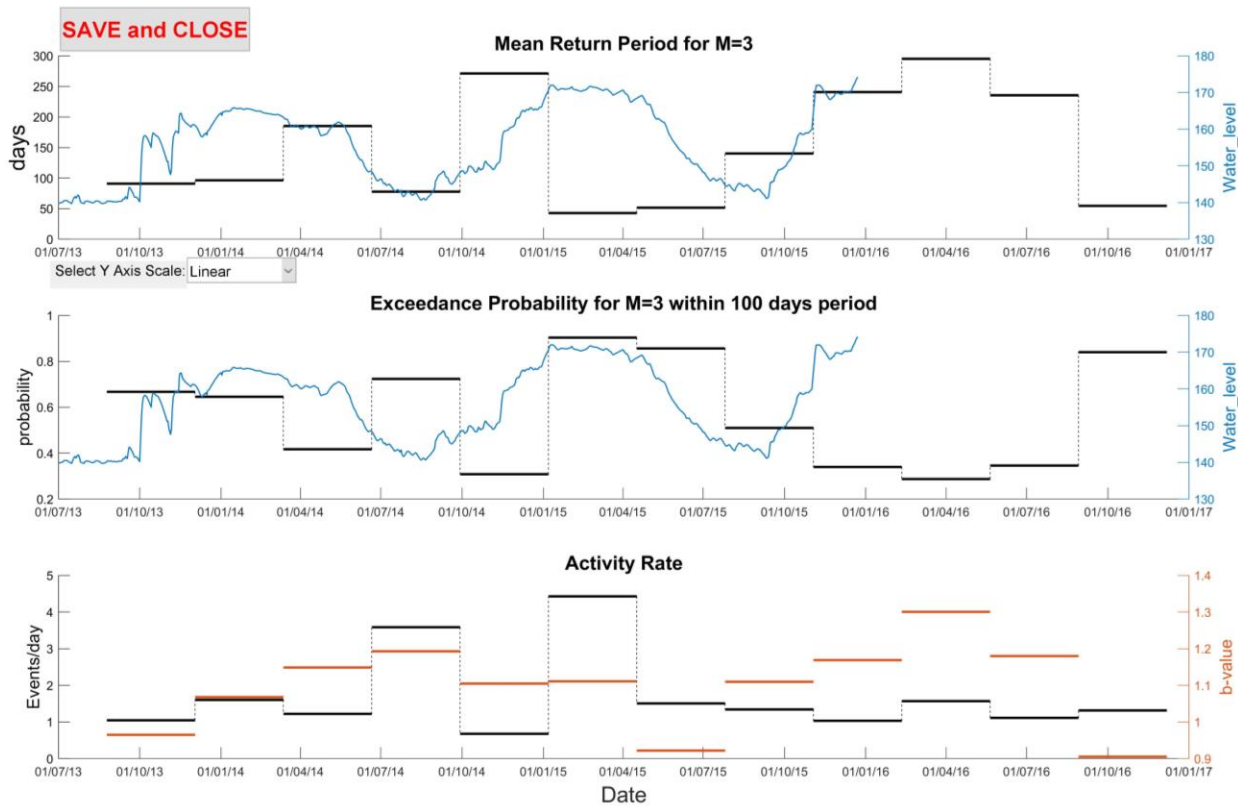 SAVE and CLOSE
Mean Return Period for M=3
300
250
200
150
100
50
0
days
180
170
160
150
140
130
Water_level
01/07/13 01/10/13 01/01/14 01/04/14 01/07/14 01/10/14 01/01/15 01/04/15 01/07/15 01/10/15 01/01/16 01/04/16 01/07/16 01/10/16 01/01/17
Select Y Axis Scale: Linear
Exceedance Probability for M=3 within 100 days period
1
0.8
0.6
0.4
0.2
probability
180
170
160
150
140
130
Water_level
01/07/13 01/10/13 01/01/14 01/04/14 01/07/14 01/10/14 01/01/15 01/04/15 01/07/15 01/10/15 01/01/16 01/04/16 01/07/16 01/10/16 01/01/17
Activity Rate
5
4
3
2
1
0
Events/day
1.4
1.3
1.2
1.1
1
0.9
b-value
01/07/13 01/10/13 01/01/14 01/04/14 01/07/14 01/10/14 01/01/15 01/04/15 01/07/15 01/10/15 01/01/16 01/04/16 01/07/16 01/10/16 01/01/17
Date